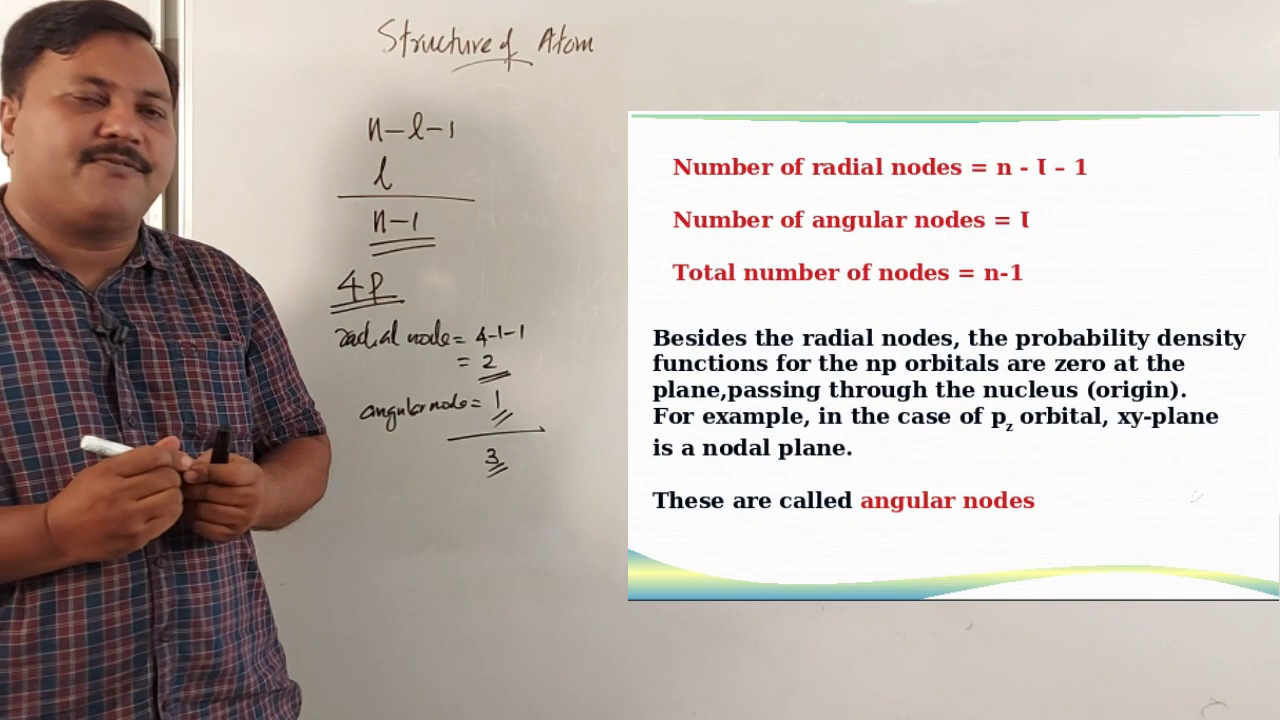 Structure of Atom
n-l-1
l
n-1
4P
radial node = 4-1-1
= 2
angular node = 1
3
Number of radial nodes = n - l – 1
Number of angular nodes = l
Total number of nodes = n-1
Besides the radial nodes, the probability density
functions for the np orbitals are zero at the
plane,passing through the nucleus (origin).
For example, in the case of pz orbital, xy-plane
is a nodal plane.
These are called angular nodes